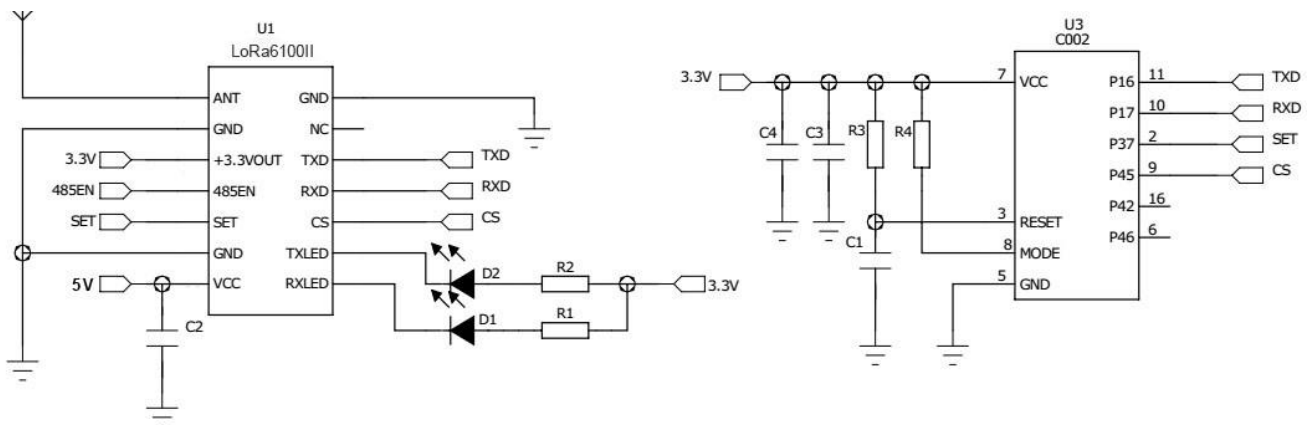 U1
LoRa6100II
ANT
GND
GND
NC
3.3V
+3.3VOUT
TXD
TXD
485EN
485EN
RXD
RXD
SET
SET
CS
CS
GND
TXLED
D2
R2
5V
VCC
RXLED
3.3V
C2
D1
R1
U3
C002
3.3V
7
VCC
P16
11
TXD
P17
10
RXD
C4
C3
R3
R4
P37
2
SET
P45
9
CS
P42
16
3
RESET
P46
6
C1
8
MODE
5
GND